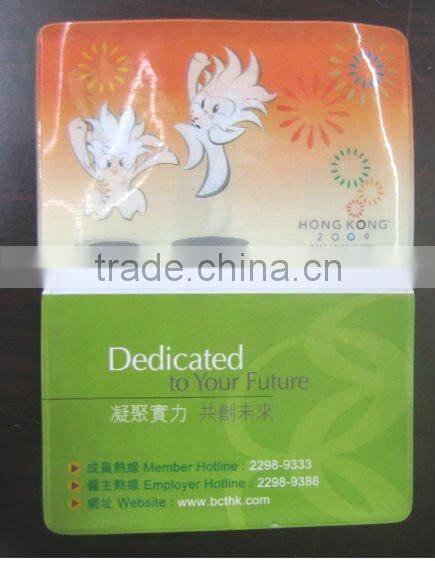 HONG KONG
2009
trade.china.cn
Dedicated
to Your Future
凝聚實力 共創未來
成員熱線 Member Hotline : 2298-9333
僱主熱線 Employer Hotline : 2298-9388
網址 Website : www.bcthk.com